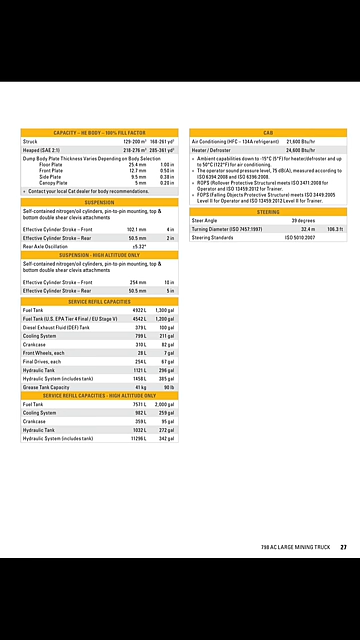 CAPACITY – HE BODY – 100% FILL FACTOR
Struck 129-200 m³ 168-261 yd³
Heaped (SAE 2:1) 218-276 m³ 285-361 yd³
Dump Body Plate Thickness Varies Depending on Body Selection
Floor Plate 25.4 mm 1.00 in
Front Plate 12.7 mm 0.50 in
Side Plate 9.5 mm 0.38 in
Canopy Plate 5 mm 0.20 in
• Contact your local Cat dealer for body recommendations.
SUSPENSION
Self-contained nitrogen/oil cylinders, pin-to-pin mounting, top &
bottom double shear clevis attachments
Effective Cylinder Stroke – Front 102.1 mm 4 in
Effective Cylinder Stroke – Rear 50.5 mm 2 in
Rear Axle Oscillation ±5.32°
SUSPENSION - HIGH ALTITUDE ONLY
Self-contained nitrogen/oil cylinders, pin-to-pin mounting, top &
bottom double shear clevis attachments
Effective Cylinder Stroke – Front 254 mm 10 in
Effective Cylinder Stroke – Rear 50.5 mm 5 in
SERVICE REFILL CAPACITIES
Fuel Tank 4922 L 1,300 gal
Fuel Tank (U.S. EPA Tier 4 Final / EU Stage V) 4542 L 1,200 gal
Diesel Exhaust Fluid (DEF) Tank 379 L 100 gal
Cooling System 799 L 211 gal
Crankcase 310 L 82 gal
Front Wheels, each 28 L 7 gal
Final Drives, each 254 L 67 gal
Hydraulic Tank 1121 L 296 gal
Hydraulic System (includes tank) 1458 L 385 gal
Grease Tank Capacity 41 kg 90 lb
SERVICE REFILL CAPACITIES - HIGH ALTITUDE ONLY
Fuel Tank 7571 L 2,000 gal
Cooling System 982 L 259 gal
Crankcase 359 L 95 gal
Hydraulic Tank 1032 L 272 gal
Hydraulic System (includes tank) 11296 L 342 gal
CAB
Air Conditioning (HFC – 134A refrigerant) 21,600 Btu/hr
Heater / Defroster 24,600 Btu/hr
• Ambient capabilities down to -15°C (5°F) for heater/defroster and up
to 50°C (122°F) for air conditioning.
• The operator sound pressure level, 75 dB(A), measured according to
ISO 6394:2008 and ISO 6396:2008.
• ROPS (Rollover Protective Structure) meets ISO 3471:2008 for
Operator and ISO 13459:2012 for Trainer.
• FOPS (Falling Objects Protective Structure) meets ISO 3449:2005
Level II for Operator and ISO 13459:2012 Level II for Trainer.
STEERING
Steer Angle 39 degrees
Turning Diameter (ISO 7457:1997) 32.4 m 106.3 ft
Steering Standards ISO 5010:2007
798 AC LARGE MINING TRUCK 27